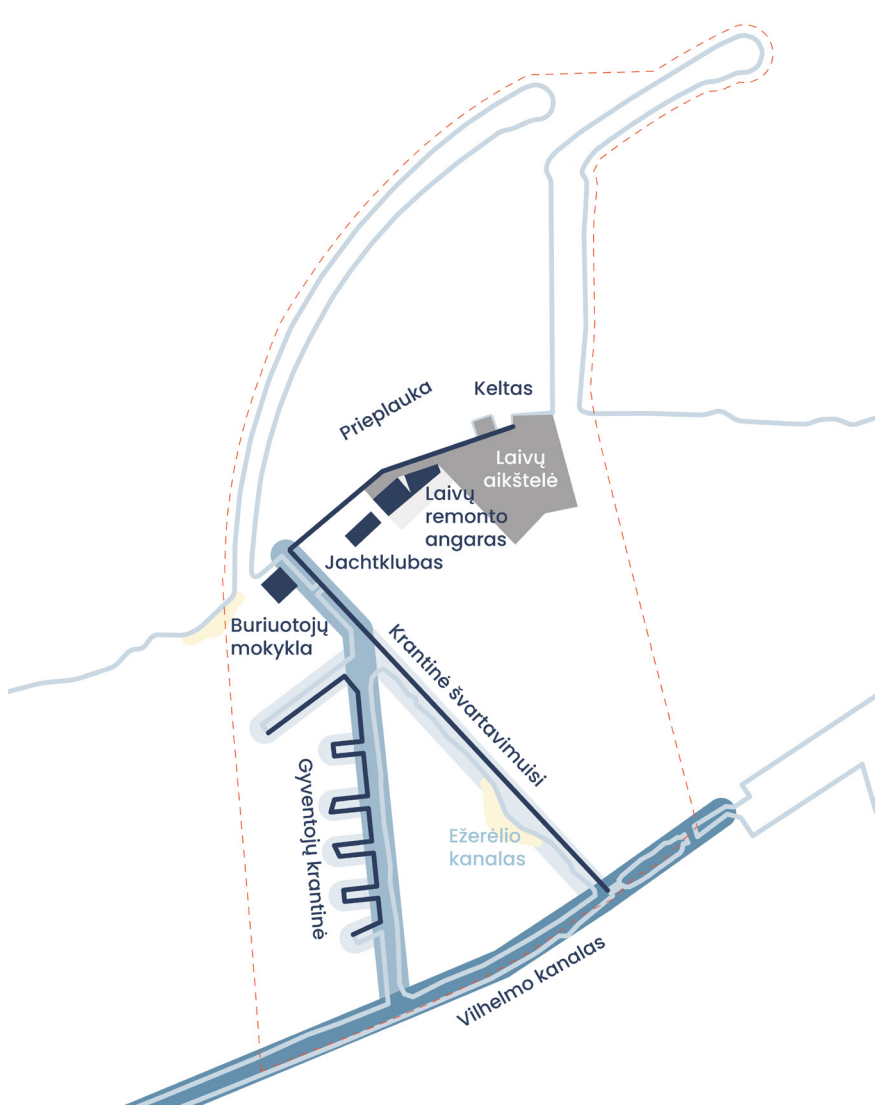 Keltas
Prieplauka
Laivų
aikštelė
Laivų
remonto
angaras
Jachtklubas
Buriuotojų
mokykla
Krantinė švartavimuisi
Gyventojų krantinė
Ežerėlio
kanalas
Vilhelmo kanalas